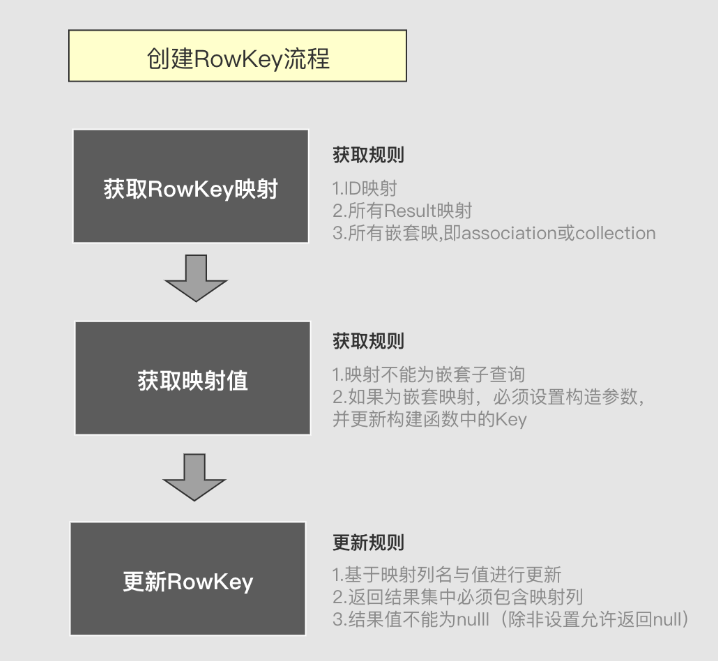 创建RowKey流程
获取RowKey映射
获取规则
1.ID映射
2.所有Result映射
3.所有嵌套映,即association或collection
获取映射值
获取规则
1.映射不能为嵌套子查询
2.如果为嵌套映射，必须设置构造参数，
并更新构建函数中的Key
更新RowKey
更新规则
1.基于映射列名与值进行更新
2.返回结果集中必须包含映射列
3.结果值不能为nulll（除非设置允许返回null）